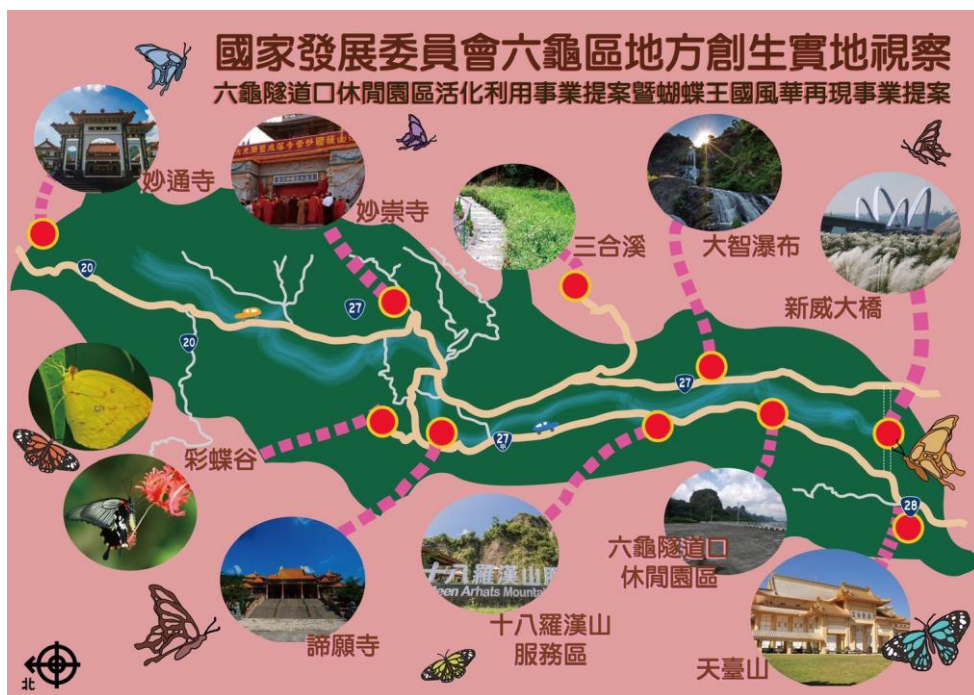 國家發展委員會六龜區地方創生實地視察
六龜隧道口休閒園區活化利用事業提案暨蝴蝶王國風華再現事業提案
妙通寺
妙崇寺
三合溪
大智瀑布
新威大橋
20
27
20
27
彩蝶谷
27
28
六龜隧道口
休閒園區
十八羅漢山服
een Arhats Mounta
諦願寺
十八羅漢山
服務區
天臺山
北